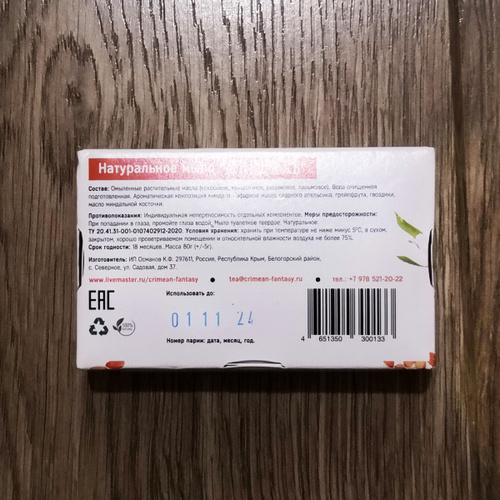 Натуральное мыло
Состав: Омыленные растительные масла (кокосовое, пальмовое). Вода очищенная
подготовленная. Ароматическая композиция эфирное масло сладкого апельсина, грейпфрута, гвоздики,
масло миндальной косточки.
Противопоказания: Индивидуальная непереносимость отдельных компонентов. Меры предосторожности:
При попадании в глаза, промойте глаза водой. Мыло туалетное твердое. Натуральное.
ТУ 20.41.31-001-0107402912-2020. Условия хранения: хранить при температуре не ниже минус 5°С, в сухом,
закрытом, хорошо проветриваемом помещении и относительной влажности воздуха не более 75%.
Срок годности: 18 месяцев. Масса 80г (+/-5г).
Изготовитель: ИП Османов К.Ф. 297611, Россия, Республика Крым, Белогорский район,
с. Северное, ул. Садовая, дом 37.
www.livemaster.ru/crimean-fantasy • tea@crimean-fantasy.ru • тел.: +7 978 521-20-22
EAC
Использовать до:
01 11 24
100% NATURAL
Номер парии: дата, месяц, год.
4 651350 300133